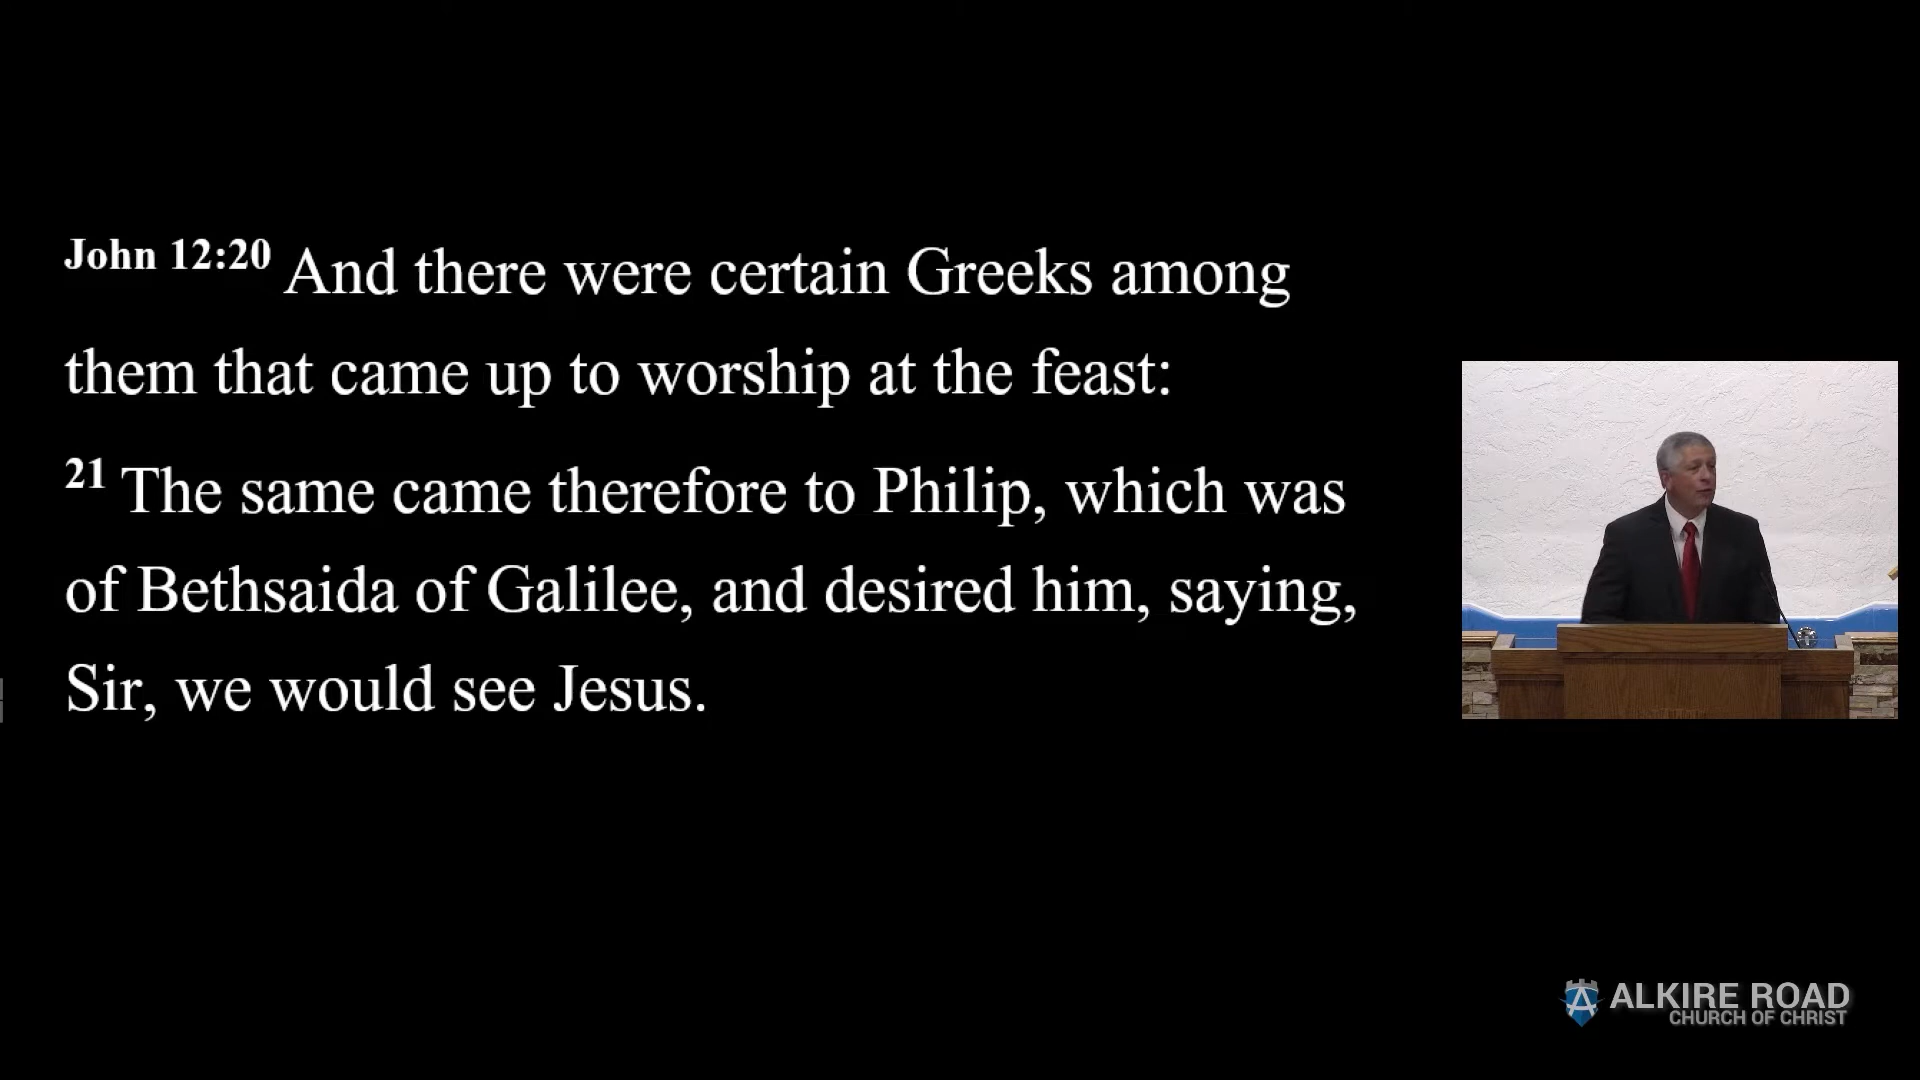 John 12:20 And there were certain Greeks among
them that came up to worship at the feast:
21 The same came therefore to Philip, which was
of Bethsaida of Galilee, and desired him, saying,
Sir, we would see Jesus.
ALKIRE ROAD
CHURCH OF CHRIST